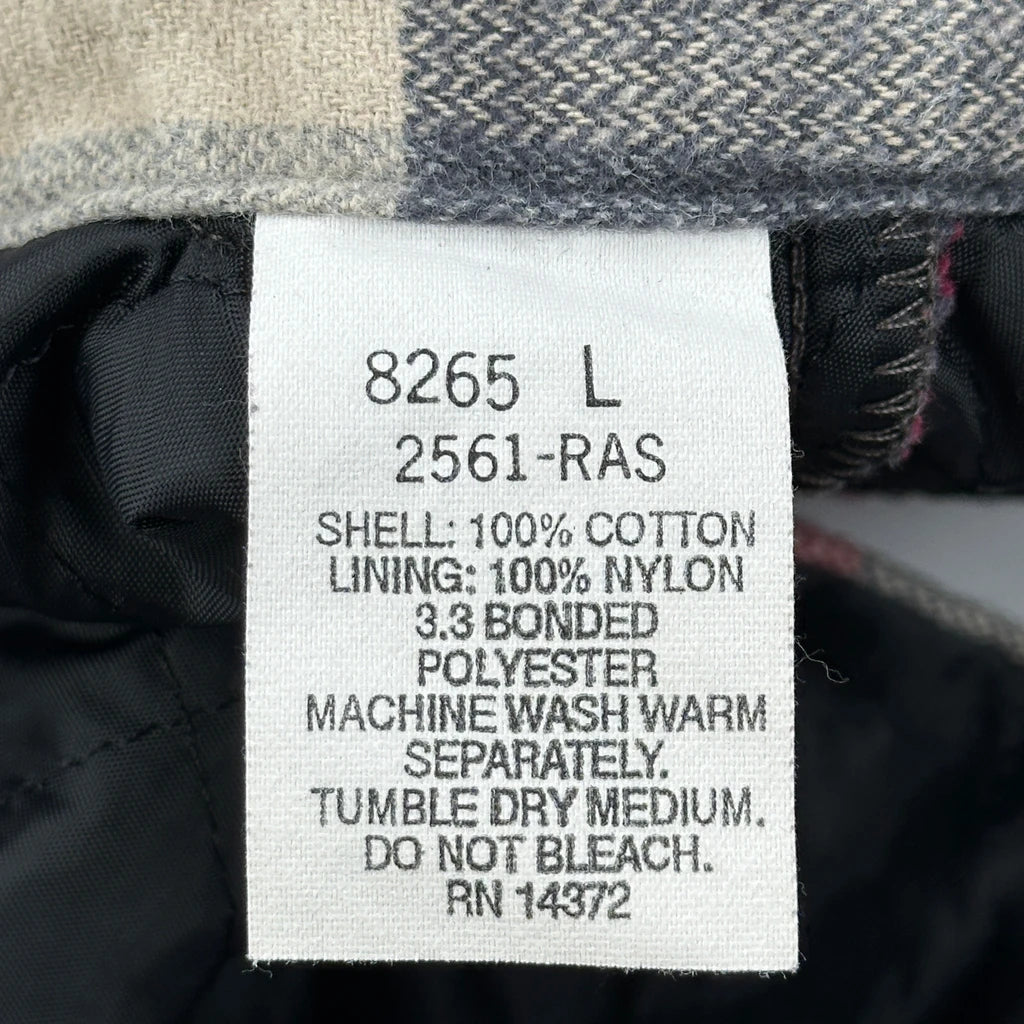 8265 L
2561-RAS
SHELL: 100% COTTON
LINING: 100% NYLON
3.3 BONDED
POLYESTER
MACHINE WASH WARM
SEPARATELY.
TUMBLE DRY MEDIUM.
DO NOT BLEACH.
RN 14372